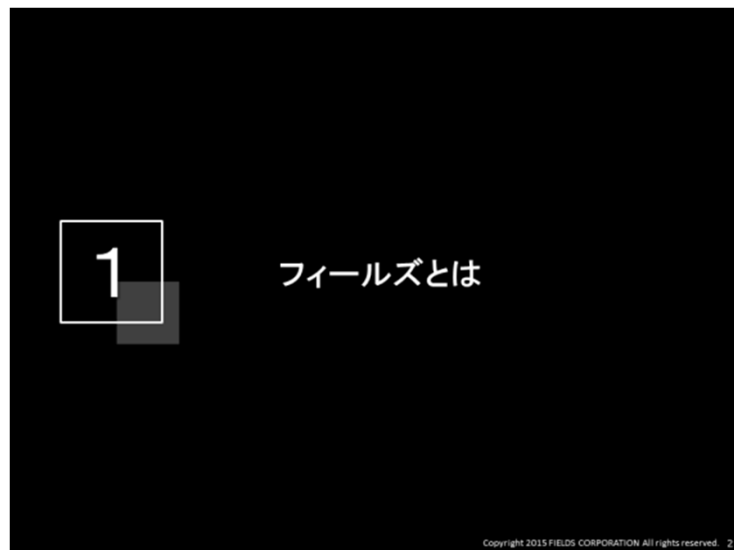 1
フィールズとは
Copyright 2015 FIELDS CORPORATION All rights reserved. 2